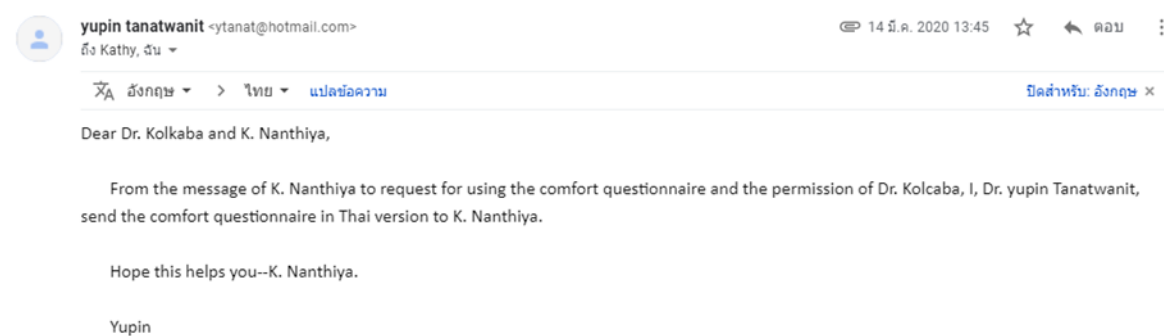 yupin tanatwanit <ytanat@hotmail.com>
14 มี.ค. 2020 13:45
ตอบ
ถึง Kathy, ฉัน
อังกฤษ > ไทย แปลข้อความ
ปิดสำหรับ: อังกฤษ ×
Dear Dr. Kolkaba and K. Nanthiya,
From the message of K. Nanthiya to request for using the comfort questionnaire and the permission of Dr. Kolcaba, I, Dr. yupin Tanatwanit,
send the comfort questionnaire in Thai version to K. Nanthiya.
Hope this helps you--K. Nanthiya.
Yupin